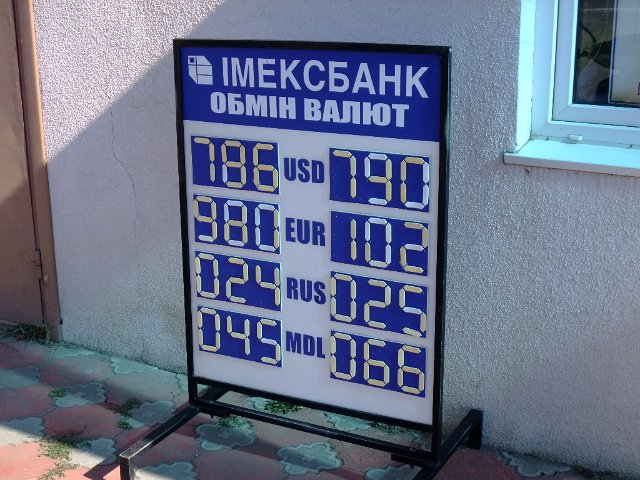 ІМЕКСБАНК
ОБМІН ВАЛЮТ
786 USD 790
980 EUR 102
024 RUS 025
045 MDL 066